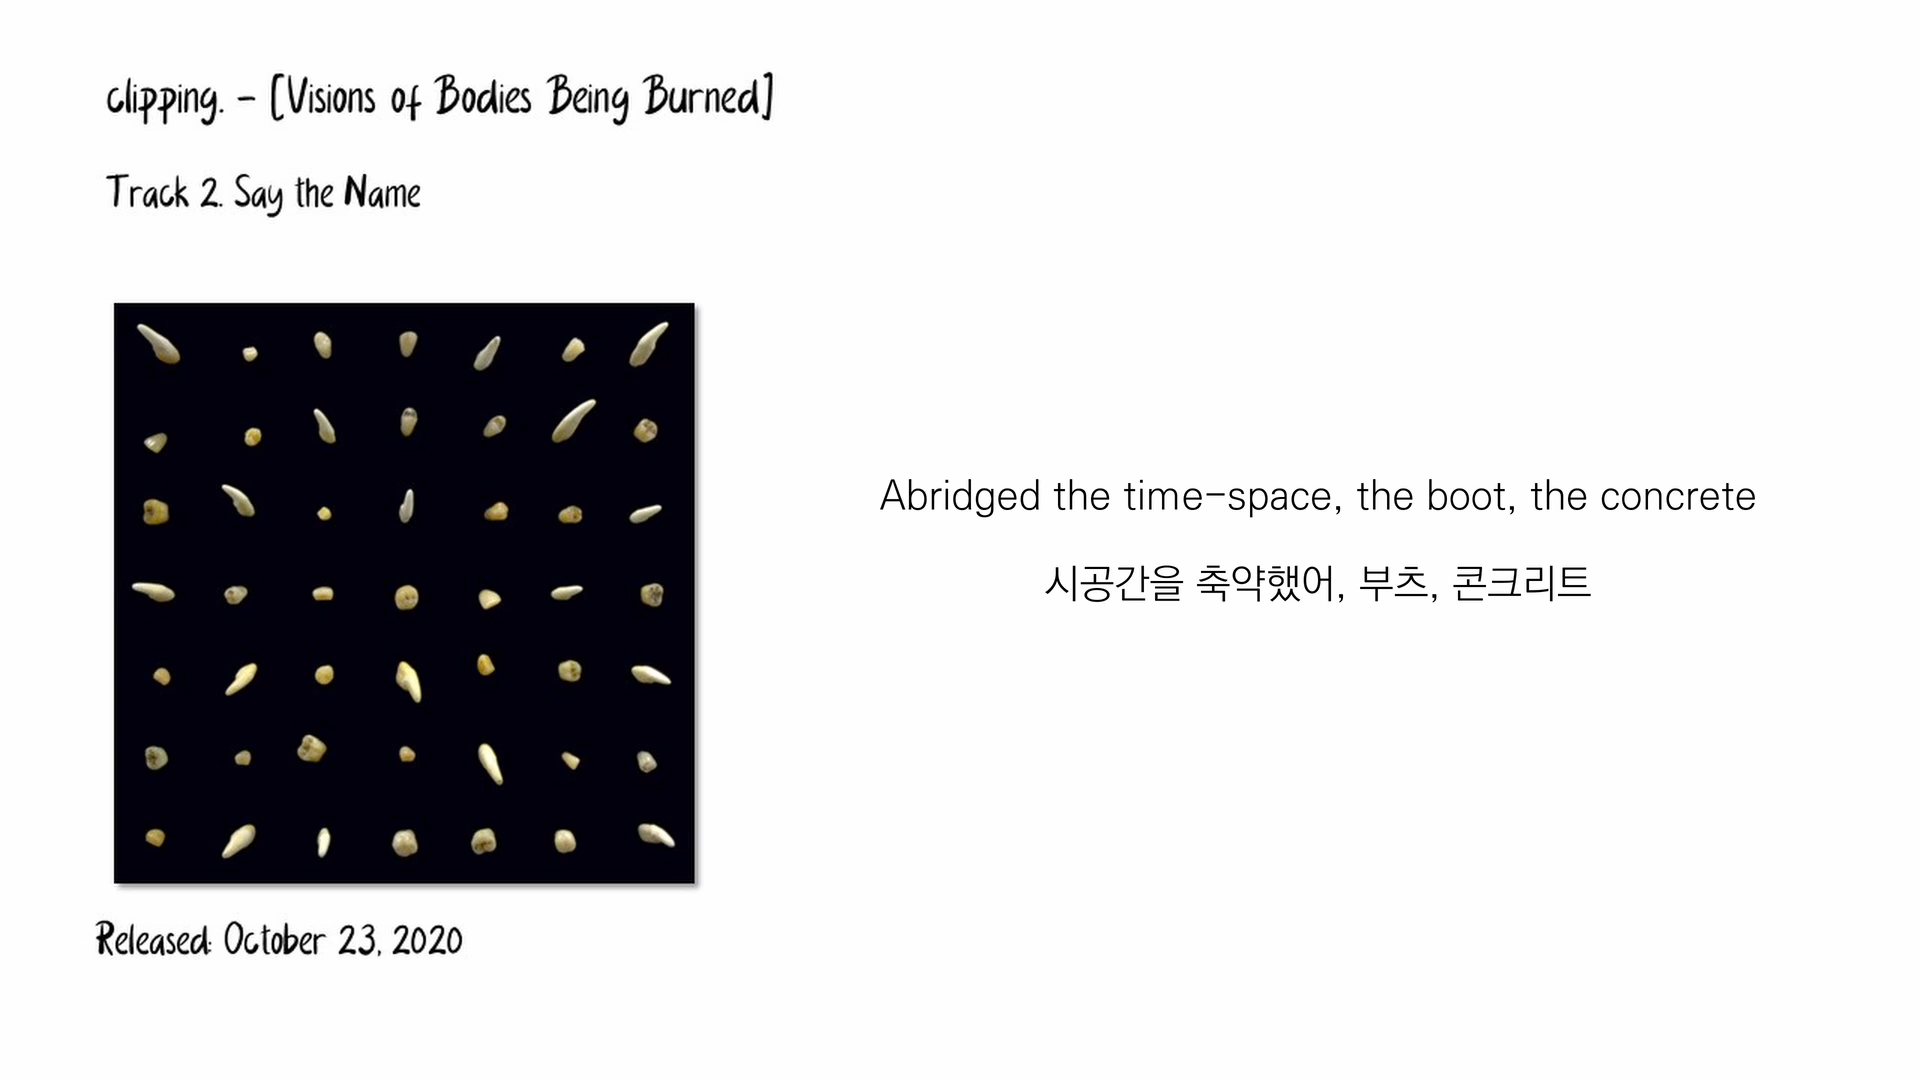 clipping. - [Visions of Bodies Being Burned]
Track 2. Say the Name
Abridged the time-space, the boot, the concrete
시공간을 축약했어, 부츠, 콘크리트
Released: October 23, 2020